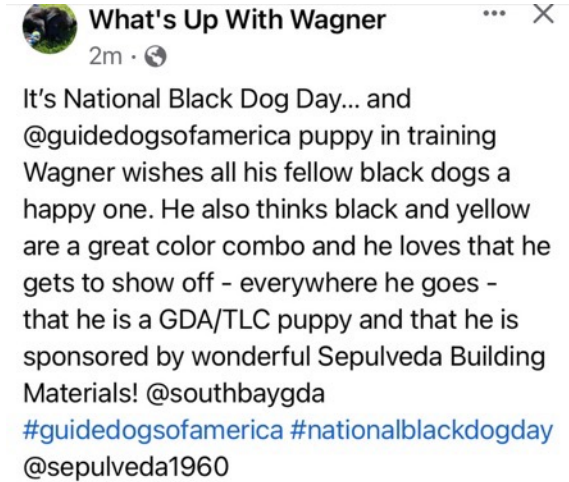 What's Up With Wagner
2m ·
It's National Black Dog Day... and
@guidedogsofamerica puppy in training
Wagner wishes all his fellow black dogs a
happy one. He also thinks black and yellow
are a great color combo and he loves that he
gets to show off - everywhere he goes -
that he is a GDA/TLC puppy and that he is
sponsored by wonderful Sepulveda Building
Materials! @southbaygda
#guidedogsofamerica #nationalblackdogday
@sepulveda1960